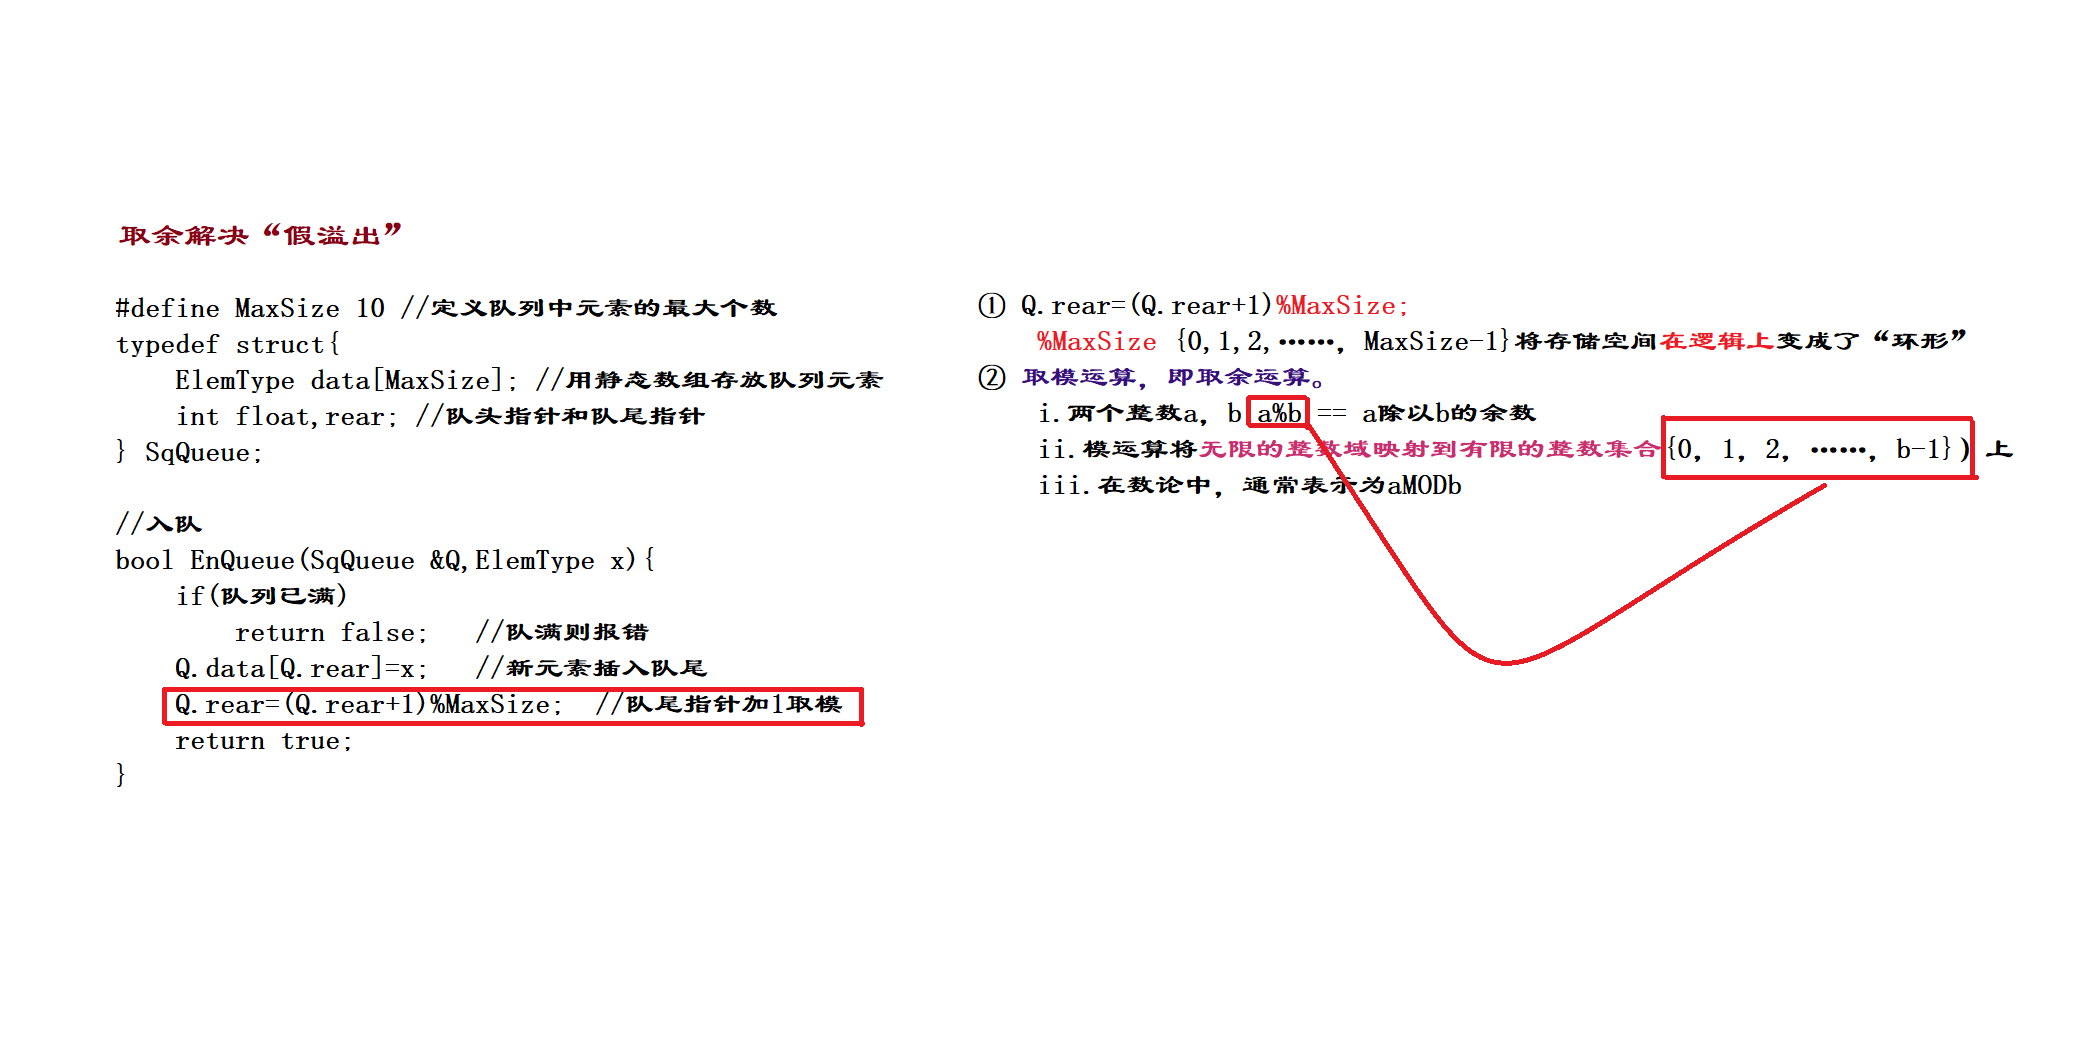 取余解决“假溢出”
#define MaxSize 10 //定义队列中元素的最大个数
typedef struct{
ElemType data[MaxSize]; //用静态数组存放队列元素
int float,rear; //队头指针和队尾指针
} SqQueue;
//入队
bool EnQueue(SqQueue &Q,ElemType x){
if(队列已满)
return false; //队满则报错
Q.data[Q.rear]=x; //新元素插入队尾
Q.rear=(Q.rear+1)%MaxSize; //队尾指针加1取模
return true;
}
① Q.rear=(Q.rear+1)%MaxSize;
%MaxSize {0,1,2,……, MaxSize-1}将存储空间在逻辑上变成了“环形”
② 取模运算，即取余运算。
i.两个整数a，b a%b == a除以b的余数
ii.模运算将无限的整数域映射到有限的整数集合{0，1，2，……，b-1}）上
iii.在数论中，通常表示为aMODb